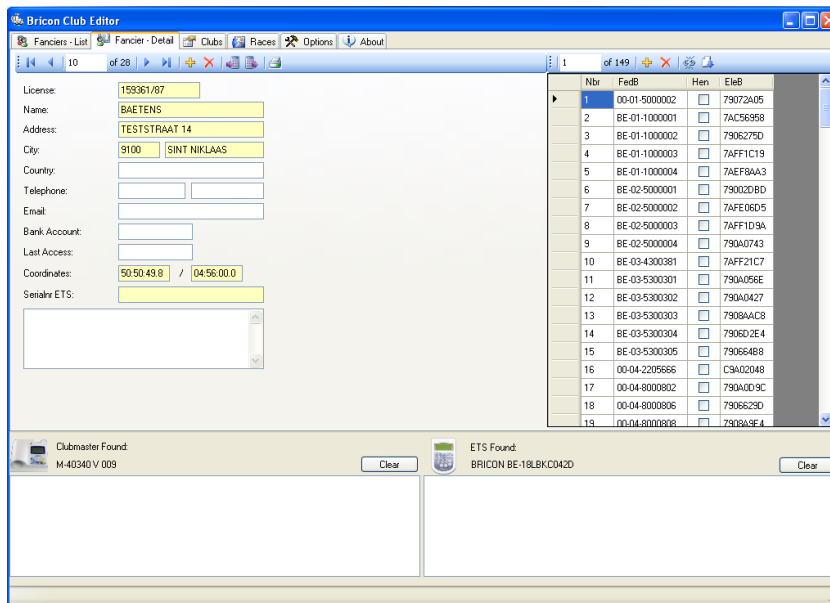 Bricon Club Editor
Fanciers - List Fancier - Detail Clubs Races Options About
10 of 28
1 of 149
License: 159361/87
Name: BAETENS
Address: TESTSTRAAT 14
City: 9100 SINT NIKLAAS
Country:
Telephone:
Email:
Bank Account:
Last Access:
Coordinates: 50:50:49.8 / 04:56:00.0
Serialnr ETS:
Nbr FedB Hen EleB
1 00-01-5000002 79072A05
2 BE-01-1000001 7AC56958
3 BE-01-1000002 7906275D
4 BE-01-1000003 7AFF1C19
5 BE-01-1000004 7AEF8AA3
6 BE-02-5000001 79002DBD
7 BE-02-5000002 7AFE06D5
8 BE-02-5000003 7AFF1D9A
9 BE-02-5000004 790A0743
10 BE-03-4300381 7AFF21C7
11 BE-03-5300301 790A056E
12 BE-03-5300302 790A0427
13 BE-03-5300303 7908AAC8
14 BE-03-5300304 7906D2E4
15 BE-03-5300305 790664B8
16 00-04-2205666 C9A02048
17 00-04-8000802 790A0D9C
18 00-04-8000806 7906629D
19 00-04-8000808 7908A9F4
Clubmaster Found:
M-40340 V 009
Clear
ETS Found:
BRICON BE-18LBKC042D
Clear